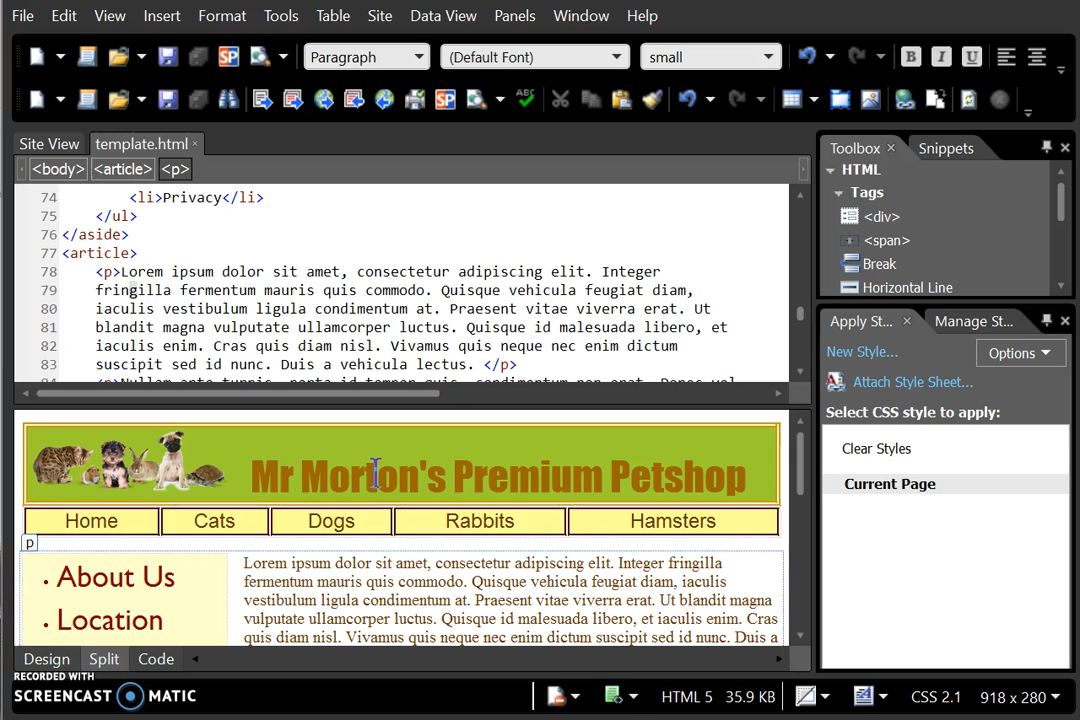 File Edit View Insert Format Tools Table Site Data View Panels Window Help
Paragraph (Default Font) small B I U
ABC
Site View template.html ×
<body> <article> <p>
74 <li>Privacy</li>
75 </ul>
76 </aside>
77 <article>
78 <p>Lorem ipsum dolor sit amet, consectetur adipiscing elit. Integer
79 fringilla fermentum mauris quis commodo. Quisque vehicula feugiat diam,
80 iaculis vestibulum ligula condimentum at. Praesent vitae viverra erat. Ut
81 blandit magna vulputate ullamcorper luctus. Quisque id malesuada libero, et
82 iaculis enim. Cras quis diam nisl. Vivamus quis neque nec enim dictum
83 suscipit sed id nunc. Duis a vehicula lectus. </p>
Mr Morton's Premium Petshop
Home Cats Dogs Rabbits Hamsters
p
• About Us
• Location
Lorem ipsum dolor sit amet, consectetur adipiscing elit. Integer fringilla
fermentum mauris quis commodo. Quisque vehicula feugiat diam, iaculis
vestibulum ligula condimentum at. Praesent vitae viverra erat. Ut blandit magna
vulputate ullamcorper luctus. Quisque id malesuada libero, et iaculis enim. Cras
quis diam nisl. Vivamus quis neque nec enim dictum suscipit sed id nunc. Duis a
Design Split Code
Toolbox × Snippets
HTML
Tags
<div>
<span>
Break
Horizontal Line
Apply St... × Manage St...
New Style...
Options
Attach Style Sheet...
Select CSS style to apply:
Clear Styles
Current Page
RECORDED WITH
SCREENCAST MATIC
HTML 5 35.9 KB CSS 2.1 918 x 280